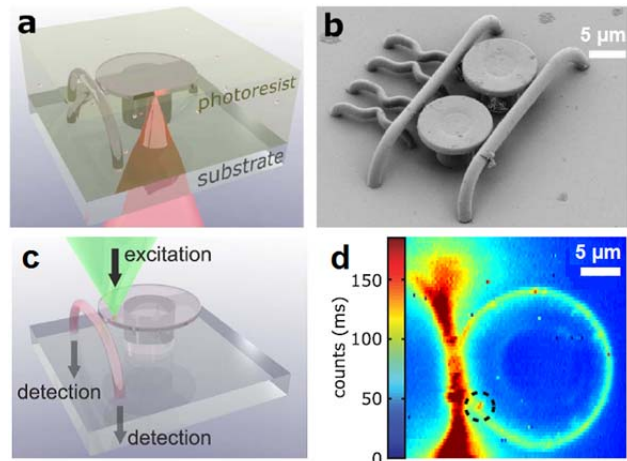 a
photoresist
substrate
b
5 µm
c
excitation
detection
detection
d
5 µm
counts (ms)
150
100
50
0